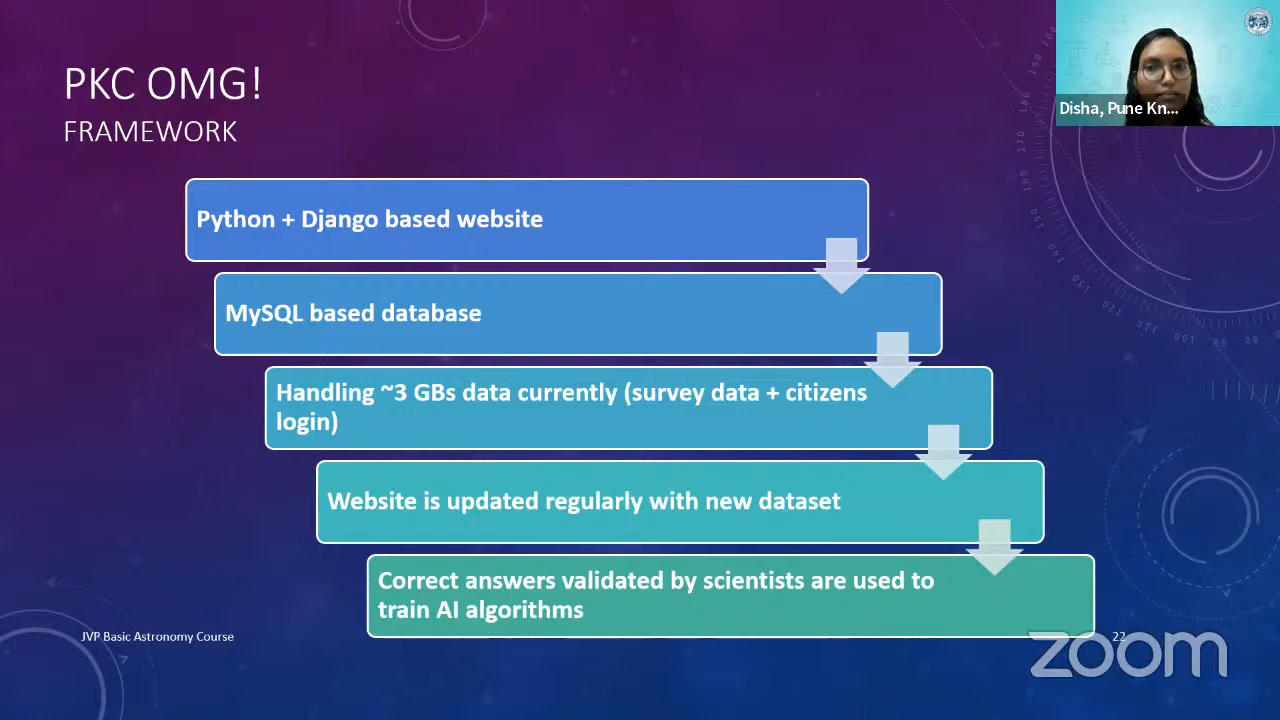 PKC OMG!
FRAMEWORK
Disha, Pune Kn...
Python + Django based website
MySQL based database
Handling ~3 GBs data currently (survey data + citizens
login)
Website is updated regularly with new dataset
Correct answers validated by scientists are used to
train AI algorithms
JVP Basic Astronomy Course
22
zoom